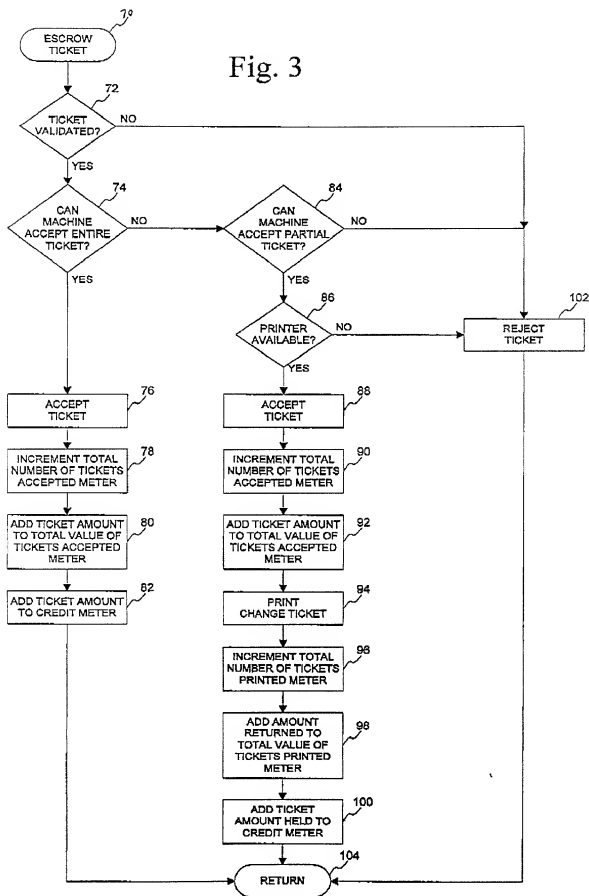 70
ESCROW
TICKET
Fig. 3
72
TICKET
VALIDATED?
NO
YES
74
CAN
MACHINE
ACCEPT ENTIRE
TICKET?
NO
YES
84
CAN
MACHINE
ACCEPT PARTIAL
TICKET?
NO
YES
86
PRINTER
AVAILABLE?
NO
YES
102
REJECT
TICKET
76
ACCEPT
TICKET
78
INCREMENT TOTAL
NUMBER OF TICKETS
ACCEPTED METER
80
ADD TICKET AMOUNT
TO TOTAL VALUE OF
TICKETS ACCEPTED
METER
82
ADD TICKET AMOUNT
TO CREDIT METER
88
ACCEPT
TICKET
90
INCREMENT TOTAL
NUMBER OF TICKETS
ACCEPTED METER
92
ADD TICKET AMOUNT
TO TOTAL VALUE OF
TICKETS ACCEPTED
METER
94
PRINT
CHANGE TICKET
96
INCREMENT TOTAL
NUMBER OF TICKETS
PRINTED METER
98
ADD AMOUNT
RETURNED TO
TOTAL VALUE OF
TICKETS PRINTED
METER
100
ADD TICKET
AMOUNT HELD TO
CREDIT METER
104
RETURN